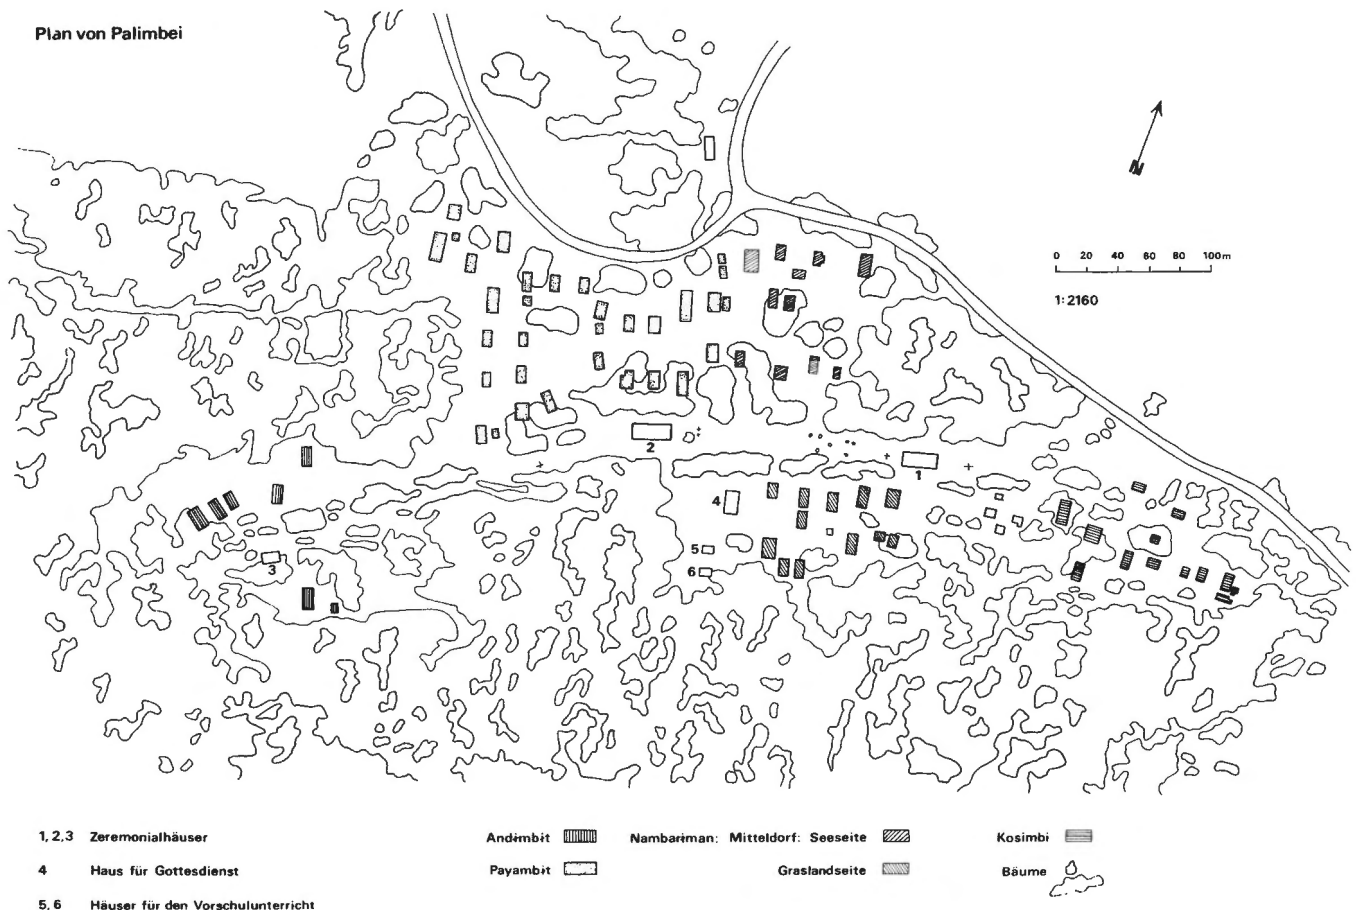 Plan von Palimbei
N
0 20 40 60 80 100m
1:2160
2
1
4
5
6
3
1,2,3 Zeremonialhäuser
4 Haus für Gottesdienst
5,6 Häuser für den Vorschulunterricht
Andimbit
Payambit
Nambariman: Mitteldorf: Seeseite
Graslandseite
Kosimbi
Bäume